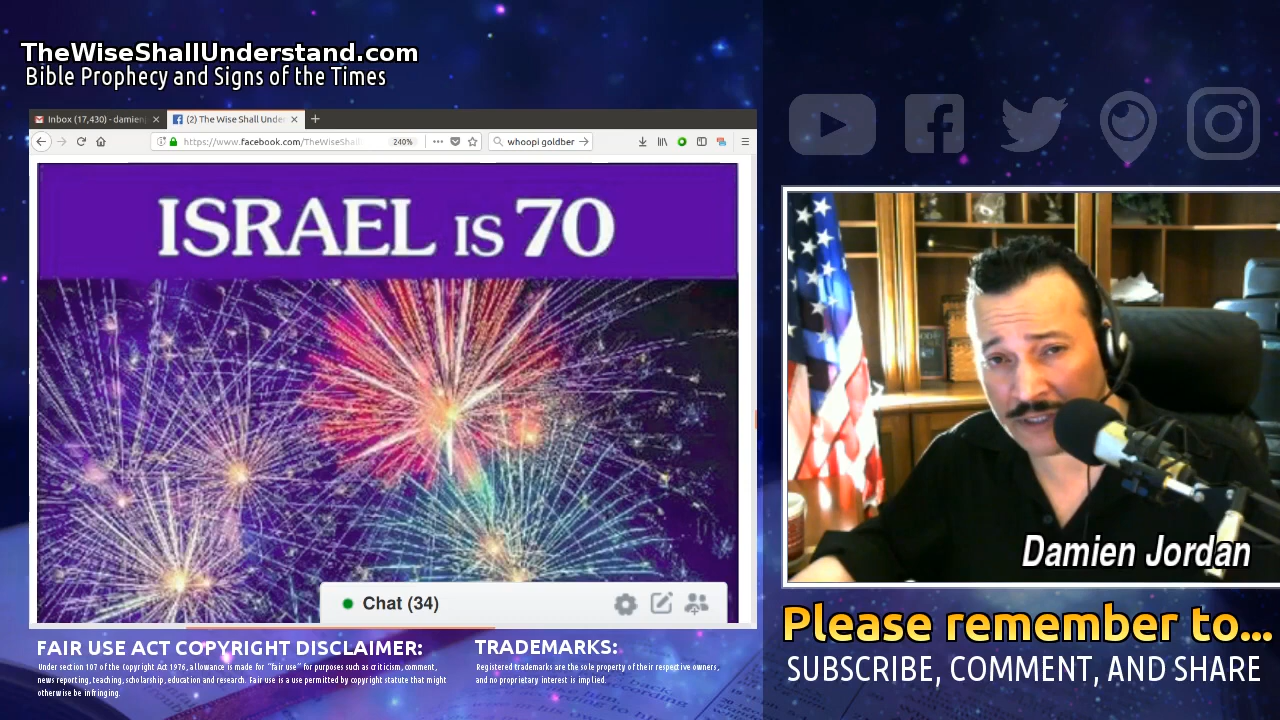 TheWiseShallUnderstand.com
Bible Prophecy and Signs of the Times
Inbox (17,430) - damien
(2) The Wise Shall Under
https://www.facebook.com/TheWiseShall
240%
whoopi goldber
ISRAEL IS 70
Chat (34)
Damien Jordan
Please remember to...
SUBSCRIBE, COMMENT, AND SHARE
FAIR USE ACT COPYRIGHT DISCLAIMER:
Under section 107 of the Copyright Act 1976, allowance is made for "fair use" for purposes such as criticism, comment,
news reporting, teaching, scholarship, education and research. Fair use is a use permitted by copyright statute that might
otherwise be infringing.
TRADEMARKS:
Registered trademarks are the sole property of their respective owners,
and no proprietary interest is implied.